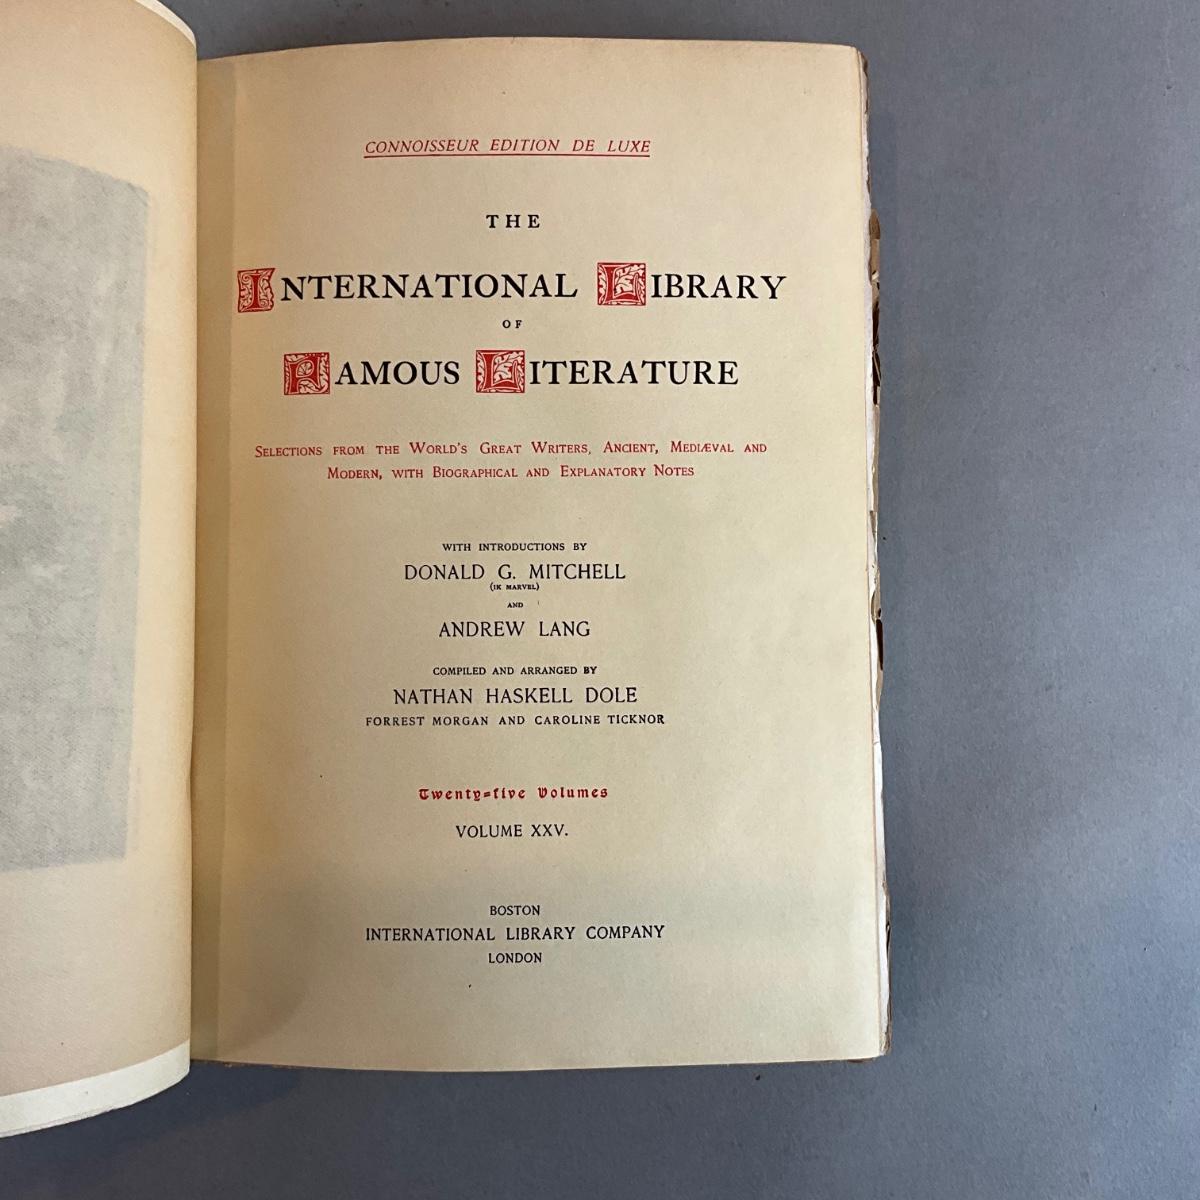 CONNOISSEUR EDITION DE LUXE
THE
INTERNATIONAL LIBRARY
OF
FAMOUS LITERATURE
SELECTIONS FROM THE WORLD'S GREAT WRITERS, ANCIENT, MEDIÆVAL AND
MODERN, WITH BIOGRAPHICAL AND EXPLANATORY NOTES
WITH INTRODUCTIONS BY
DONALD G. MITCHELL
(IK MARVEL)
AND
ANDREW LANG
COMPILED AND ARRANGED BY
NATHAN HASKELL DOLE
FORREST MORGAN AND CAROLINE TICKNOR
Twenty-five Volumes
VOLUME XXV.
BOSTON
INTERNATIONAL LIBRARY COMPANY
LONDON